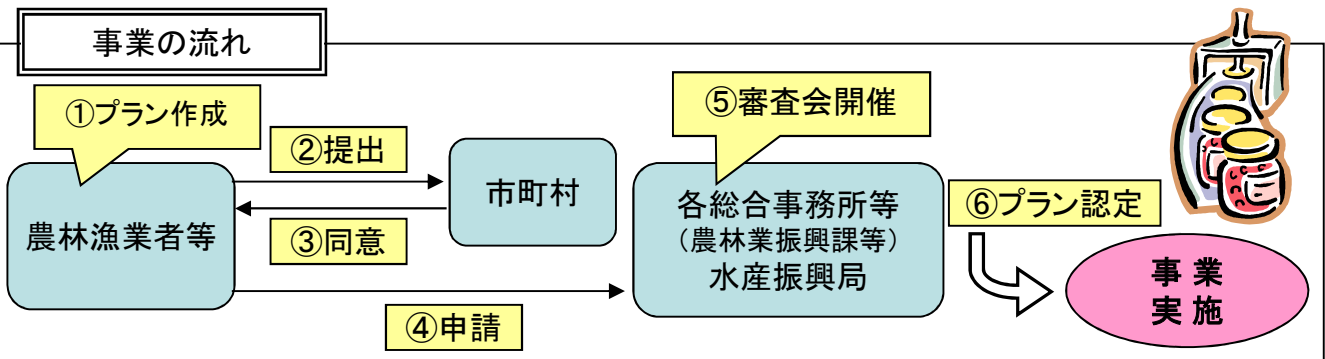 事業の流れ
①プラン作成
②提出
③同意
④申請
⑤審査会開催
⑥プラン認定
農林漁業者等
市町村
各総合事務所等
（農林業振興課等）
水産振興局
事業
実施